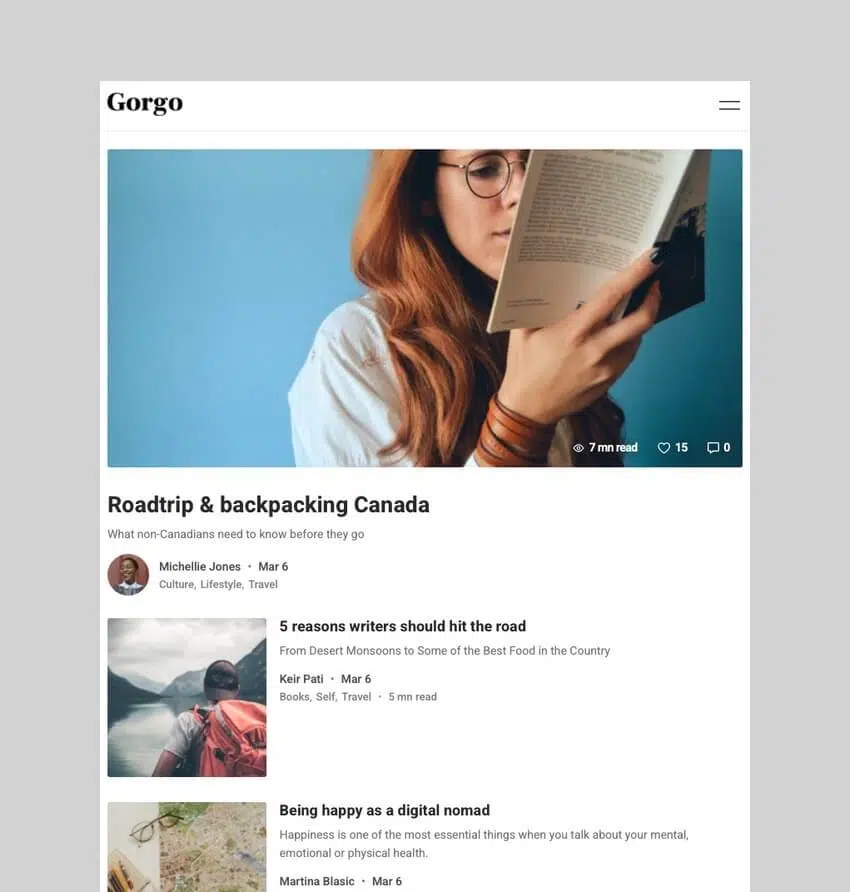 Gorgo
7 mn read 15 0
Roadtrip & backpacking Canada
What non-Canadians need to know before they go
Michellie Jones • Mar 6
Culture, Lifestyle, Travel
5 reasons writers should hit the road
From Desert Monsoons to Some of the Best Food in the Country
Keir Pati • Mar 6
Books, Self, Travel • 5 mn read
Being happy as a digital nomad
Happiness is one of the most essential things when you talk about your mental,
emotional or physical health.
Martina Blasic • Mar 6